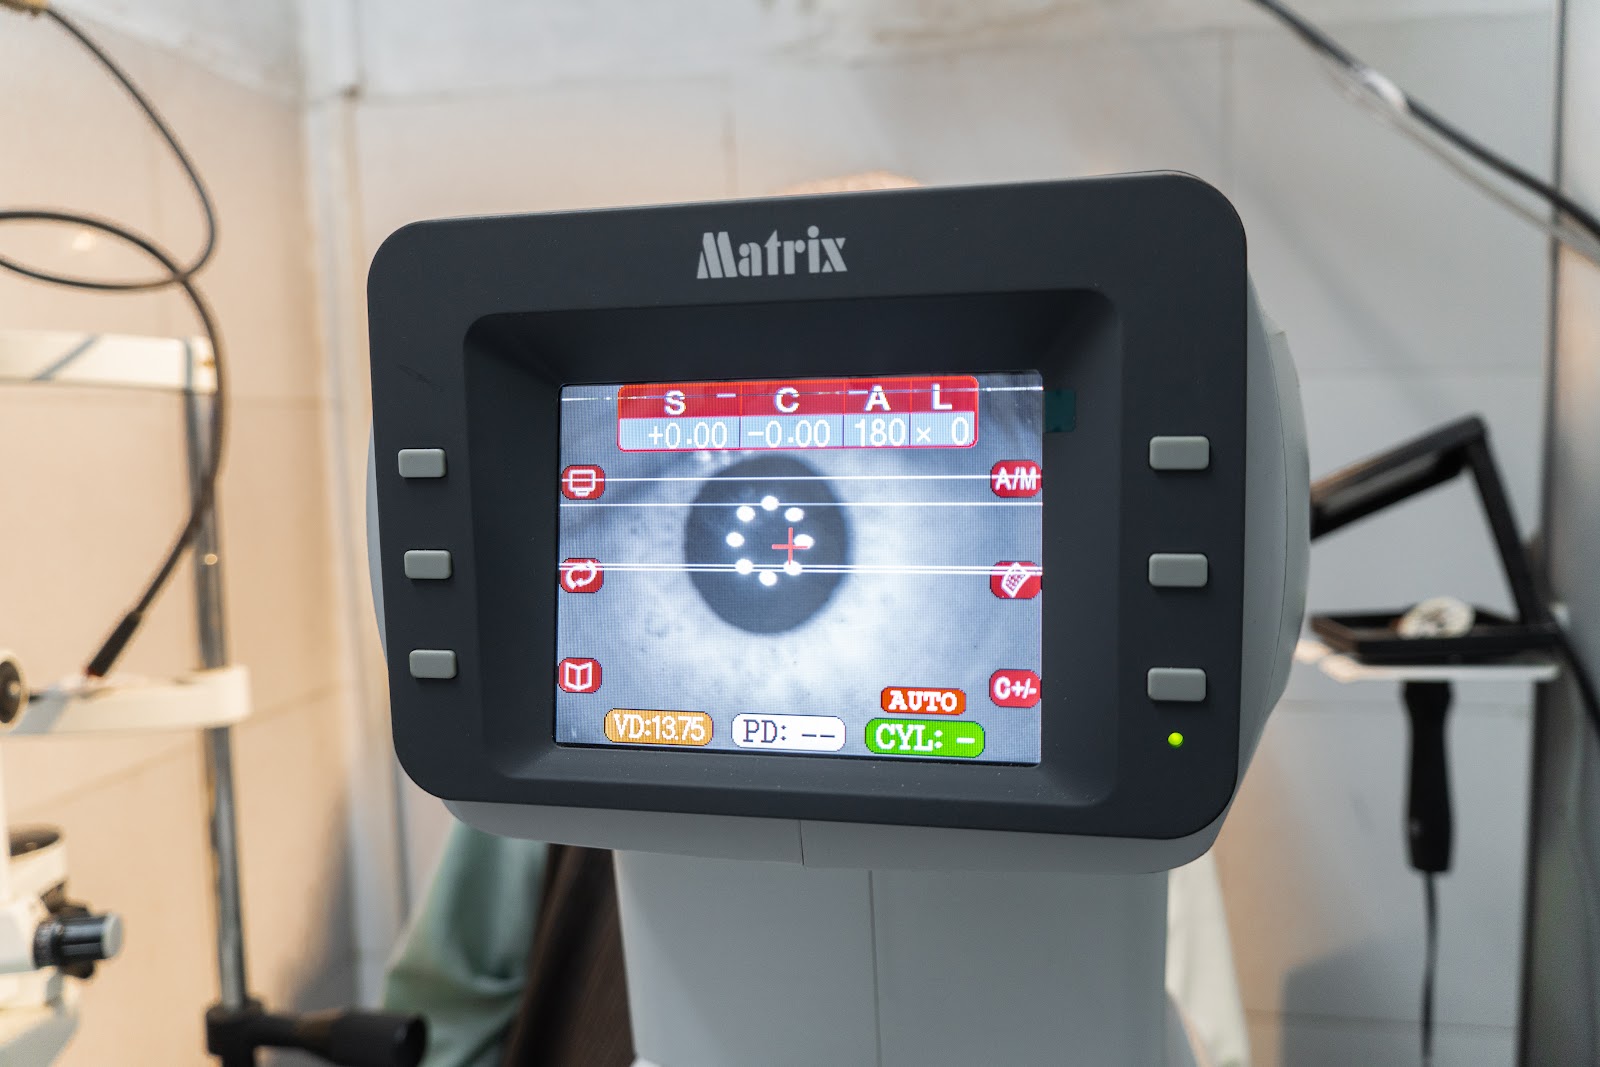 Matrix
S C A L
+0.00 -0.00 180 × 0
A/M
C+/-
AUTO
VD:13.75 PD: -- CYL: -